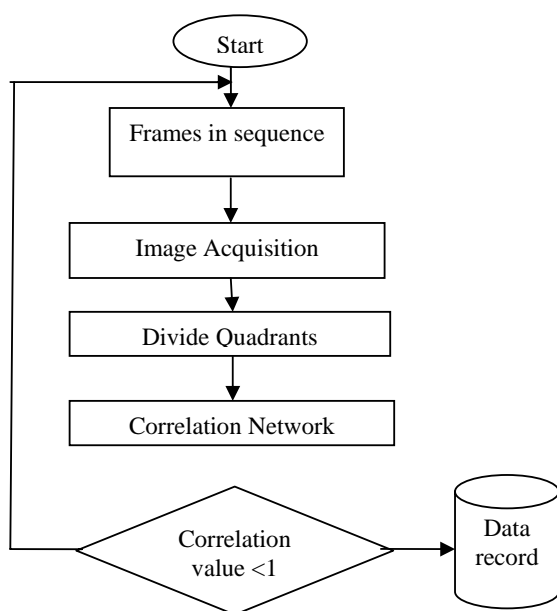 Start
Frames in sequence
Image Acquisition
Divide Quadrants
Correlation Network
Correlation
value <1
Data
record